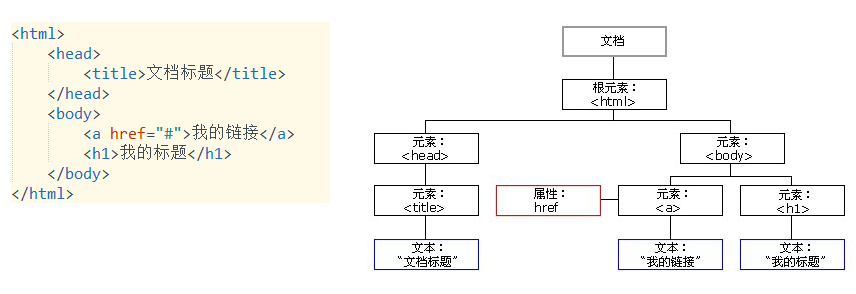 <html>
<head>
<title>文档标题</title>
</head>
<body>
<a href="#">我的链接</a>
<h1>我的标题</h1>
</body>
</html>
文档
根元素：
<html>
元素：
<head>
元素：
<body>
元素：
<title>
属性：
href
元素：
<a>
元素：
<h1>
文本：
“文档标题”
文本：
“我的链接”
文本：
“我的标题”